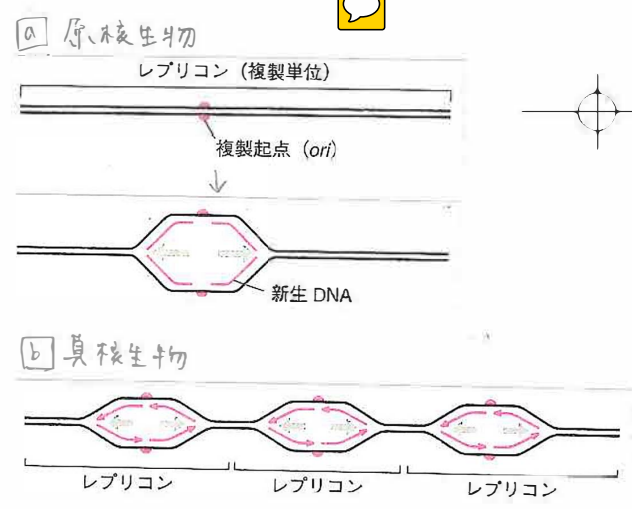 a 原核生物
レプリコン（複製単位）
複製起点（ori）
新生 DNA
b 真核生物
レプリコン
レプリコン
レプリコン